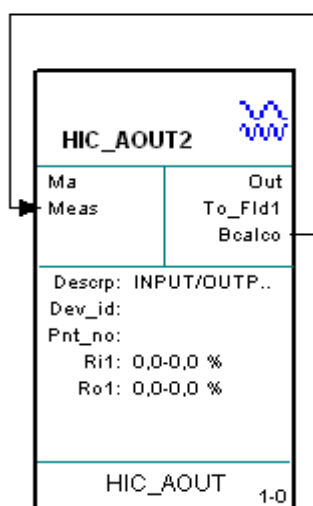 HIC_AOUT2
Ma Out
Meas To_Fld1
Bcalco
Descrp: INPUT/OUTP..
Dev_id:
Pnt_no:
Ri1: 0,0-0,0 %
Ro1: 0,0-0,0 %
HIC_AOUT
1-0